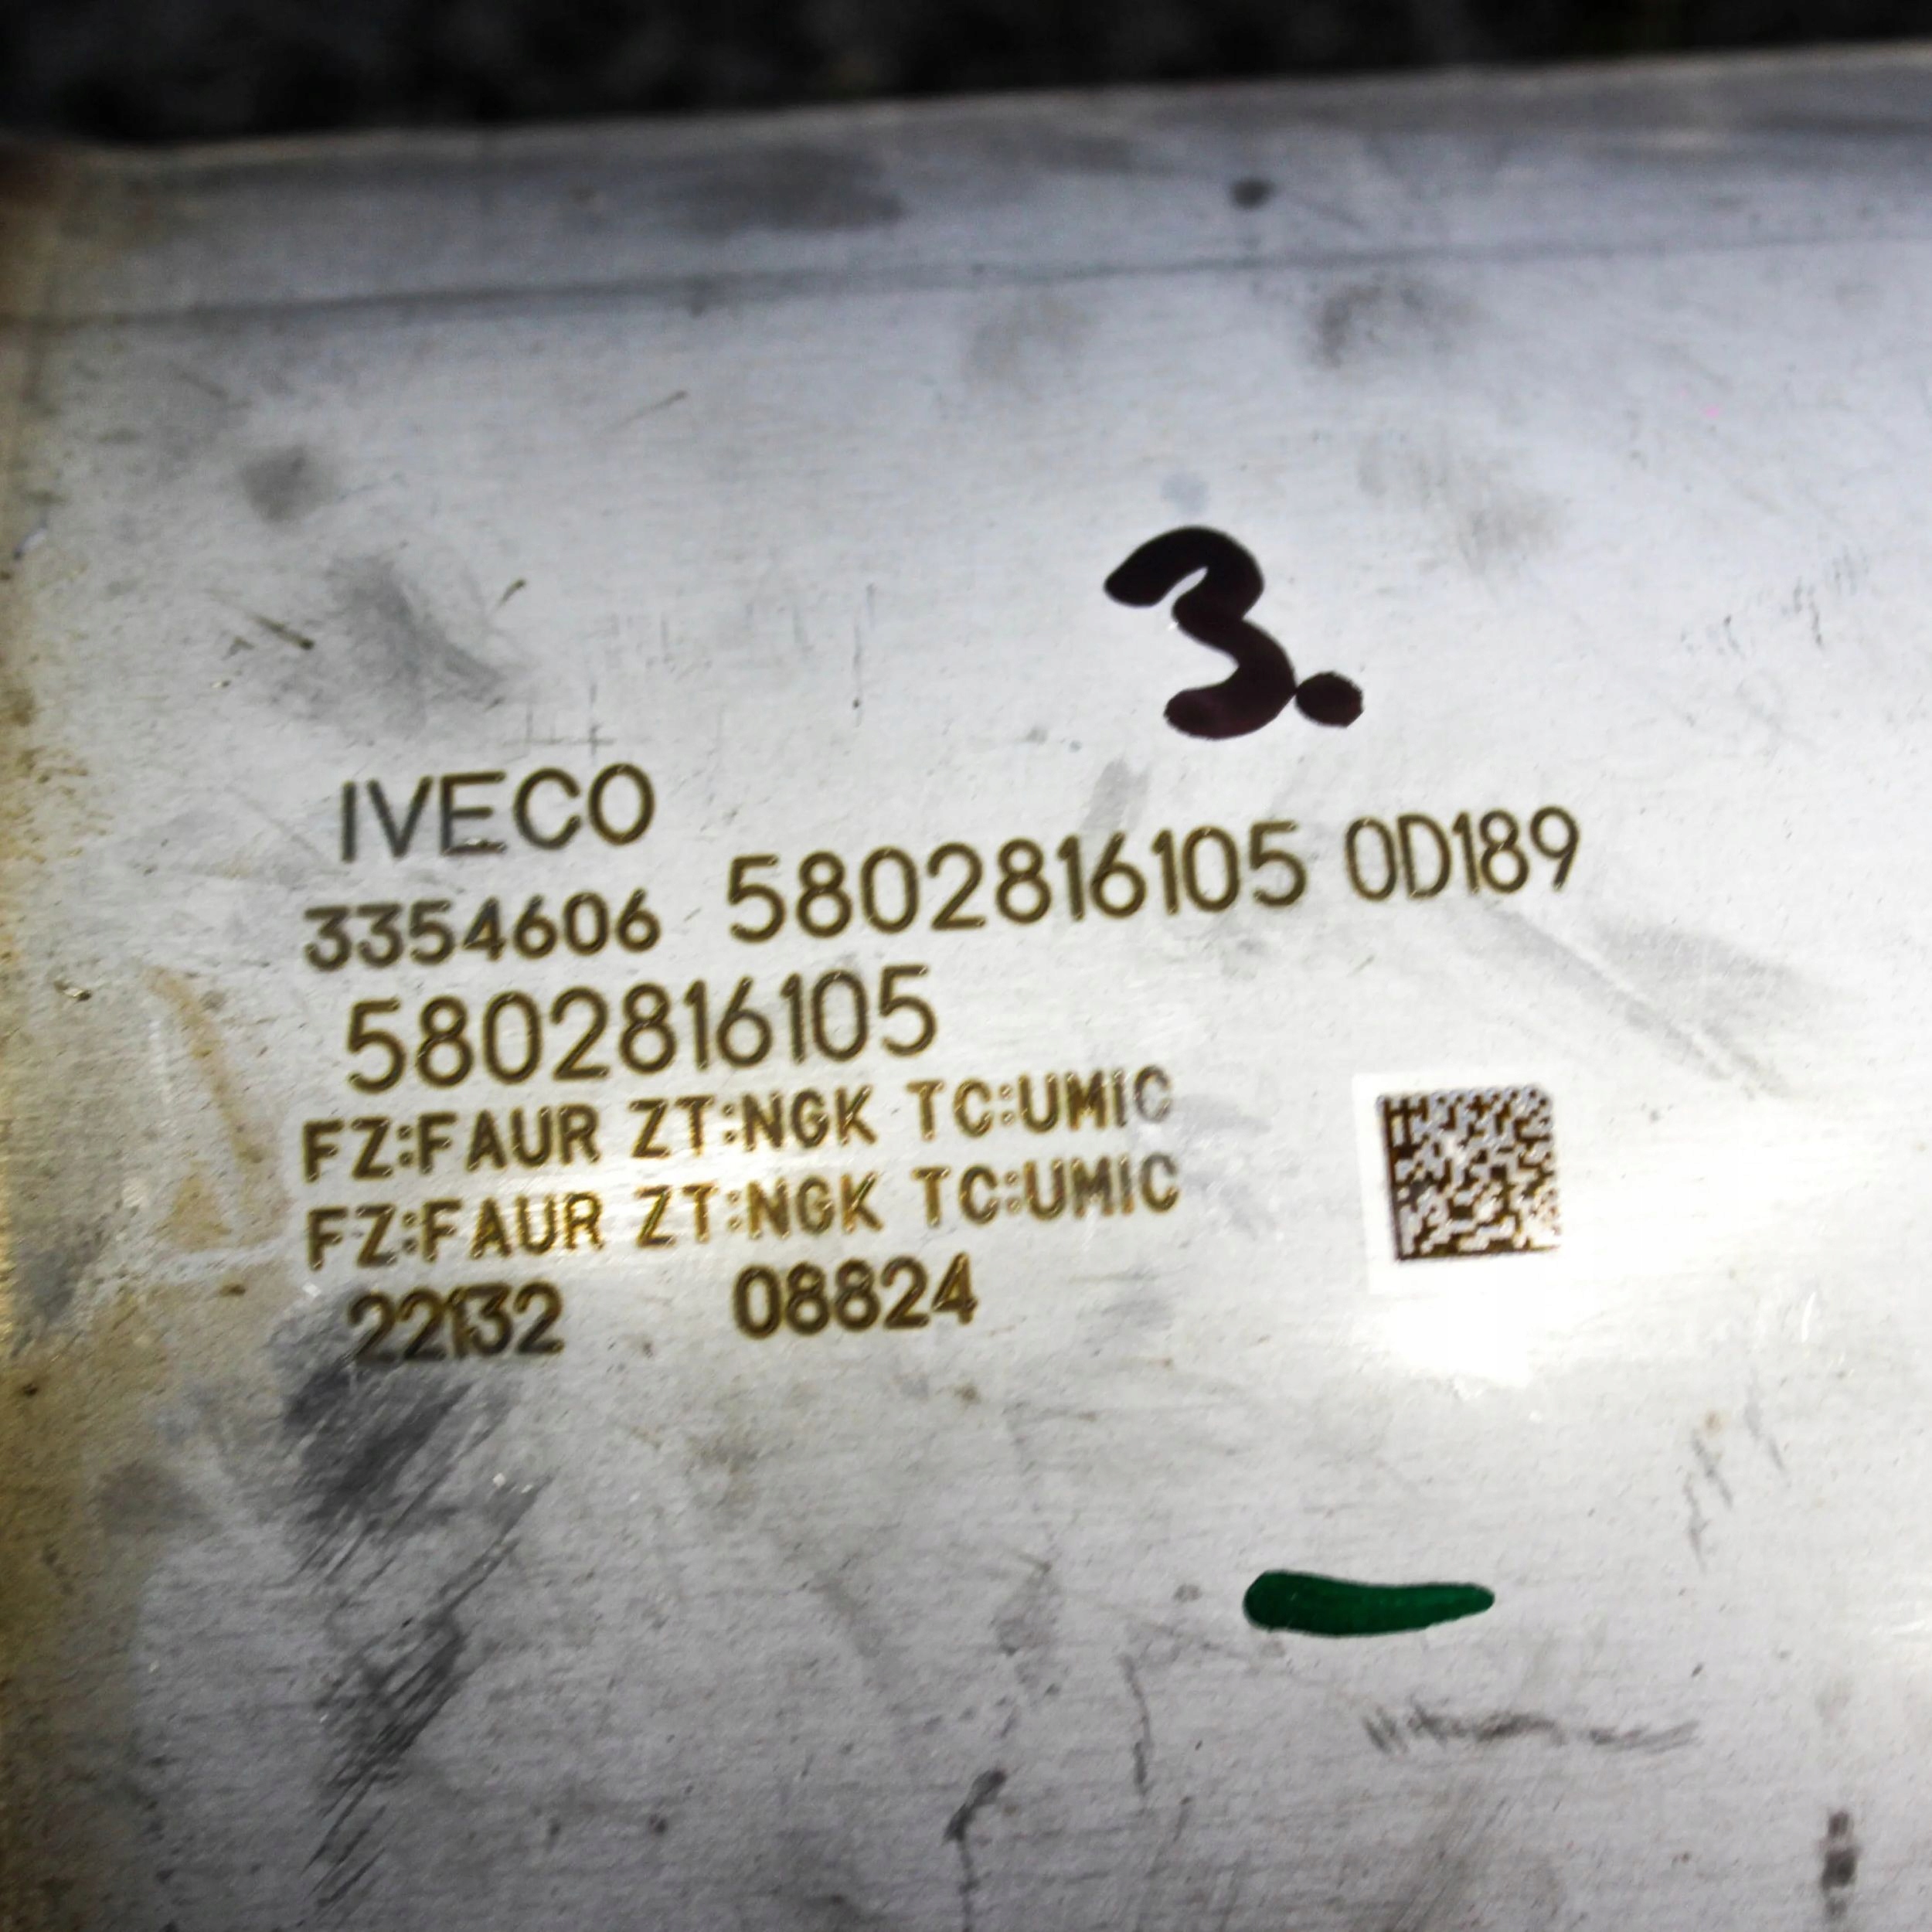 3.
IVECO
3354606 5802816105 0D189
5802816105
FZ:FAUR ZT:NGK TC:UMIC
FZ:FAUR ZT:NGK TC:UMIC
22132 08824